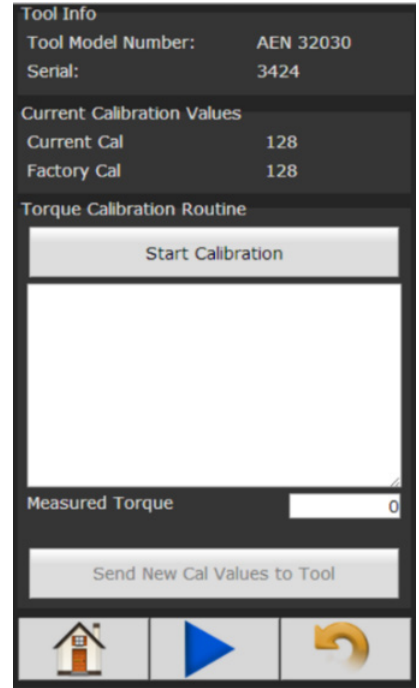 Tool Info
Tool Model Number: AEN 32030
Serial: 3424
Current Calibration Values
Current Cal 128
Factory Cal 128
Torque Calibration Routine
Start Calibration
Measured Torque 0
Send New Cal Values to Tool